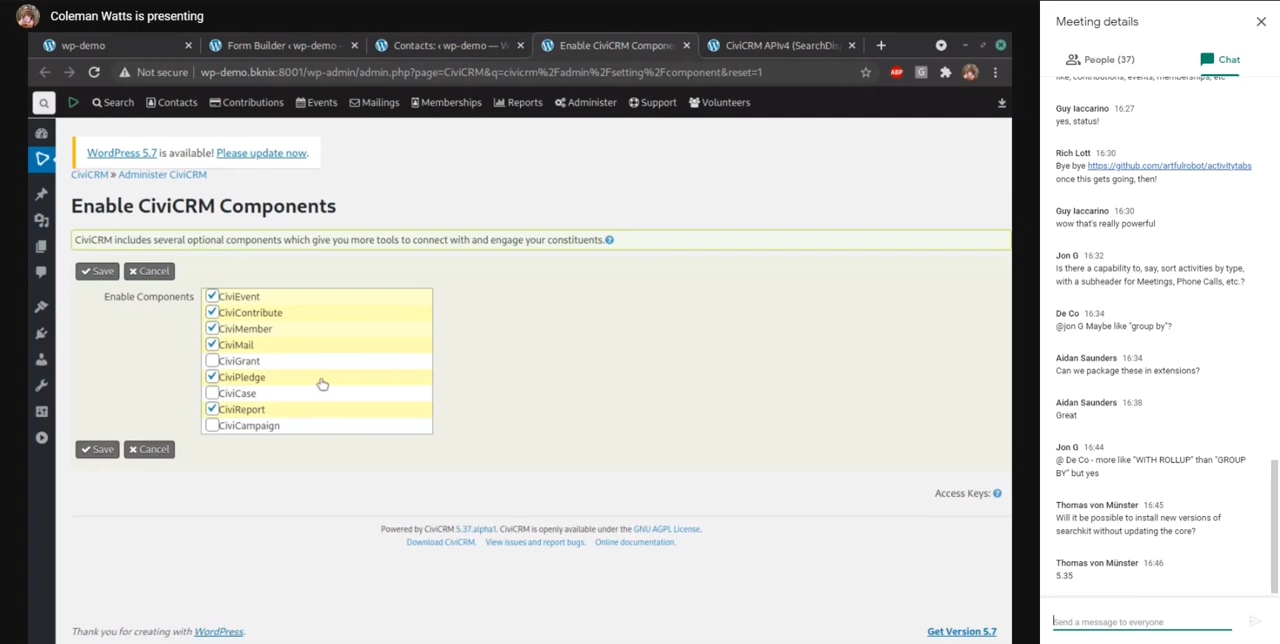 Coleman Watts is presenting
wp-demo
Form Builder ‹ wp-demo —
Contacts: ‹ wp-demo — W
Enable CiviCRM Compone
CiviCRM APIv4 (SearchDis
Not secure
wp-demo.bknix:8001/wp-admin/admin.php?page=CiviCRM&q=civicrm%2Fadmin%2Fsetting%2Fcomponent&reset=1
ABP
G
Search
Contacts
Contributions
Events
Mailings
Memberships
Reports
Administer
Support
Volunteers
WordPress 5.7 is available! Please update now.
CiviCRM » Administer CiviCRM
Enable CiviCRM Components
CiviCRM includes several optional components which give you more tools to connect with and engage your constituents.
Save
Cancel
Enable Components
CiviEvent
CiviContribute
CiviMember
CiviMail
CiviGrant
CiviPledge
CiviCase
CiviReport
CiviCampaign
Save
Cancel
Access Keys:
Powered by CiviCRM 5.37.alpha1. CiviCRM is openly available under the GNU AGPL License.
Download CiviCRM. View issues and report bugs. Online documentation.
Thank you for creating with WordPress.
Get Version 5.7
Meeting details
People (37)
Chat
like, contributions, events, memberships, etc
Guy Iaccarino 16:27
yes, status!
Rich Lott 16:30
Bye bye https://github.com/artfulrobot/activitytabs
once this gets going, then!
Guy Iaccarino 16:30
wow that's really powerful
Jon G 16:32
Is there a capability to, say, sort activities by type,
with a subheader for Meetings, Phone Calls, etc.?
De Co 16:34
@jon G Maybe like "group by"?
Aidan Saunders 16:34
Can we package these in extensions?
Aidan Saunders 16:38
Great
Jon G 16:44
@ De Co - more like "WITH ROLLUP" than "GROUP
BY" but yes
Thomas von Münster 16:45
Will it be possible to install new versions of
searchkit without updating the core?
Thomas von Münster 16:46
5.35
Send a message to everyone